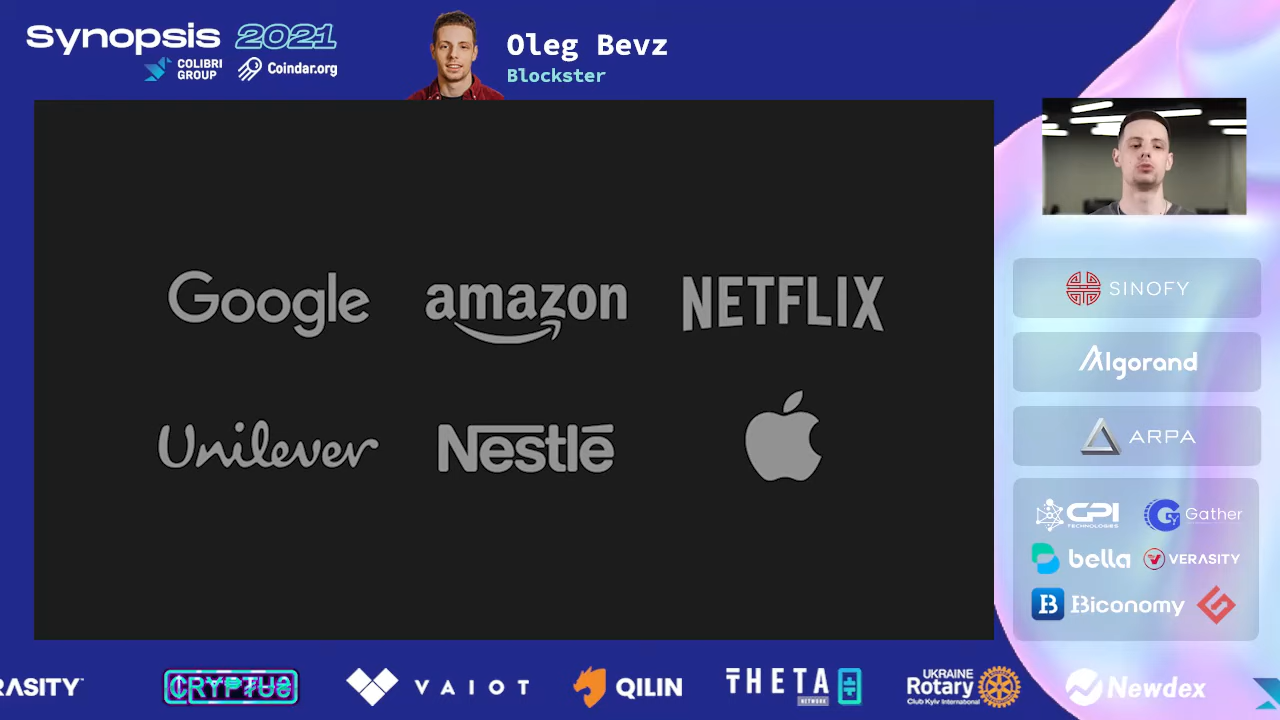 Synopsis 2021
COLIBRI
GROUP
Coindar.org
Oleg Bevz
Blockster
Google
amazon
NETFLIX
Unilever
Nestlé
SINOFY
Algorand
ARPA
CPI
TECHNOLOGIES
Gather
bella
VERASITY
Biconomy
RASITY
CRYPTUS
VAIOT
QILIN
THETA
NETWORK
UKRAINE
Rotary
Club Kyiv International
Newdex